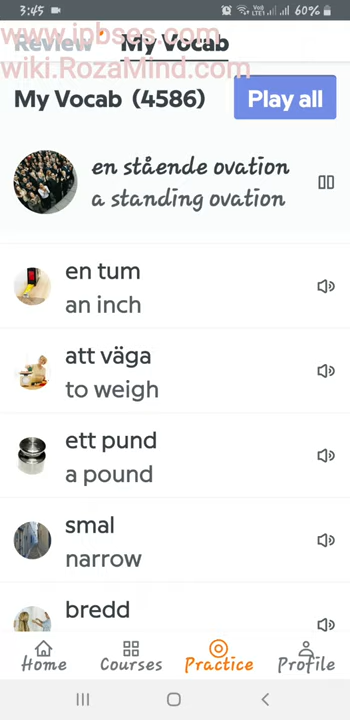 3:45
Vo)
LTE1
60%
www.ipbses.com
Review My Vocab
wiki.RozaMind.com
My Vocab (4586)
Play all
en stående ovation
a standing ovation
en tum
an inch
att väga
to weigh
ett pund
a pound
smal
narrow
bredd
Home Courses Practice Profile